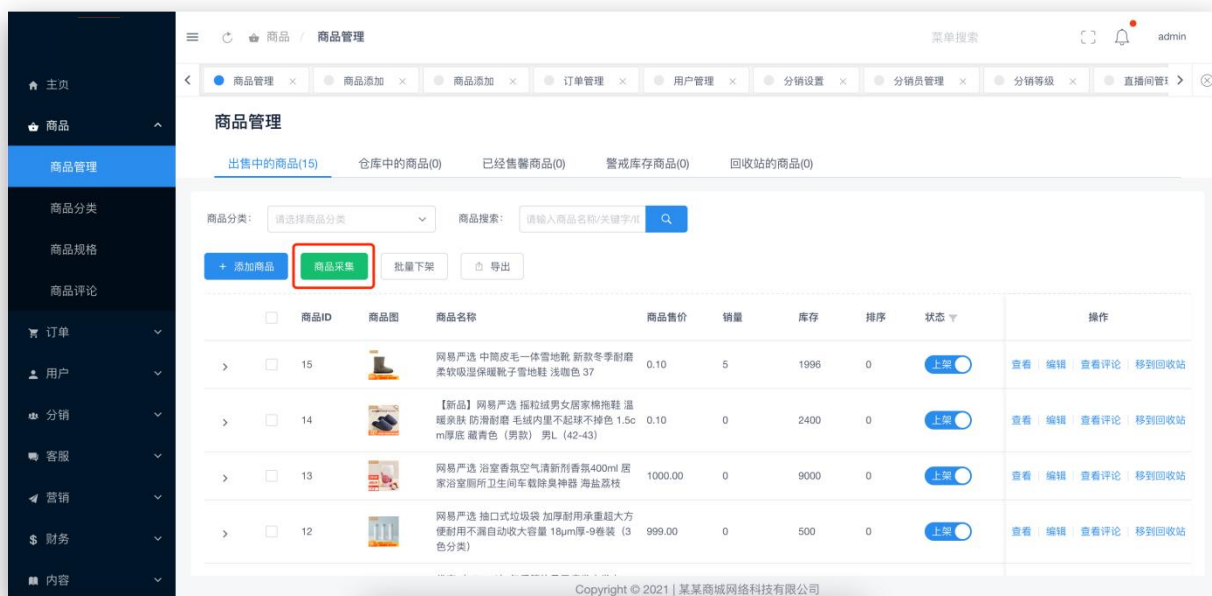 商品 / 商品管理
菜单搜索
admin
主页
商品
商品管理
商品分类
商品规格
商品评论
订单
用户
分销
客服
营销
财务
内容
商品管理 ×
商品添加 ×
商品添加 ×
订单管理 ×
用户管理 ×
分销设置 ×
分销员管理 ×
分销等级 ×
直播间管
商品管理
出售中的商品(15)
仓库中的商品(0)
已经售馨商品(0)
警戒库存商品(0)
回收站的商品(0)
商品分类：
请选择商品分类
商品搜索：
请输入商品名称/关键字/
+ 添加商品
商品采集
批量下架
导出
商品ID 商品图 商品名称 商品售价 销量 库存 排序 状态 操作
15
网易严选 中筒皮毛一体雪地靴 新款冬季耐磨
柔软吸湿保暖靴子雪地鞋 浅咖色 37
0.10 5 1996 0 上架 查看 编辑 查看评论 移到回收站
14
【新品】网易严选 摇粒绒男女居家棉拖鞋 温
暖亲肤 防滑耐磨 毛绒内里不起球不掉色 1.5c
m厚底 藏青色（男款） 男L（42-43）
0.10 0 2400 0 上架 查看 编辑 查看评论 移到回收站
13
网易严选 浴室香氛空气清新剂香氛400ml 居
家浴室厕所卫生间车载除臭神器 海盐荔枝
1000.00 0 9000 0 上架 查看 编辑 查看评论 移到回收站
12
网易严选 抽口式垃圾袋 加厚耐用承重超大方
便耐用不漏自动收大容量 18μm厚-9卷装（3
色分类）
999.00 0 500 0 上架 查看 编辑 查看评论 移到回收站
Copyright © 2021 | 某某商城网络科技有限公司